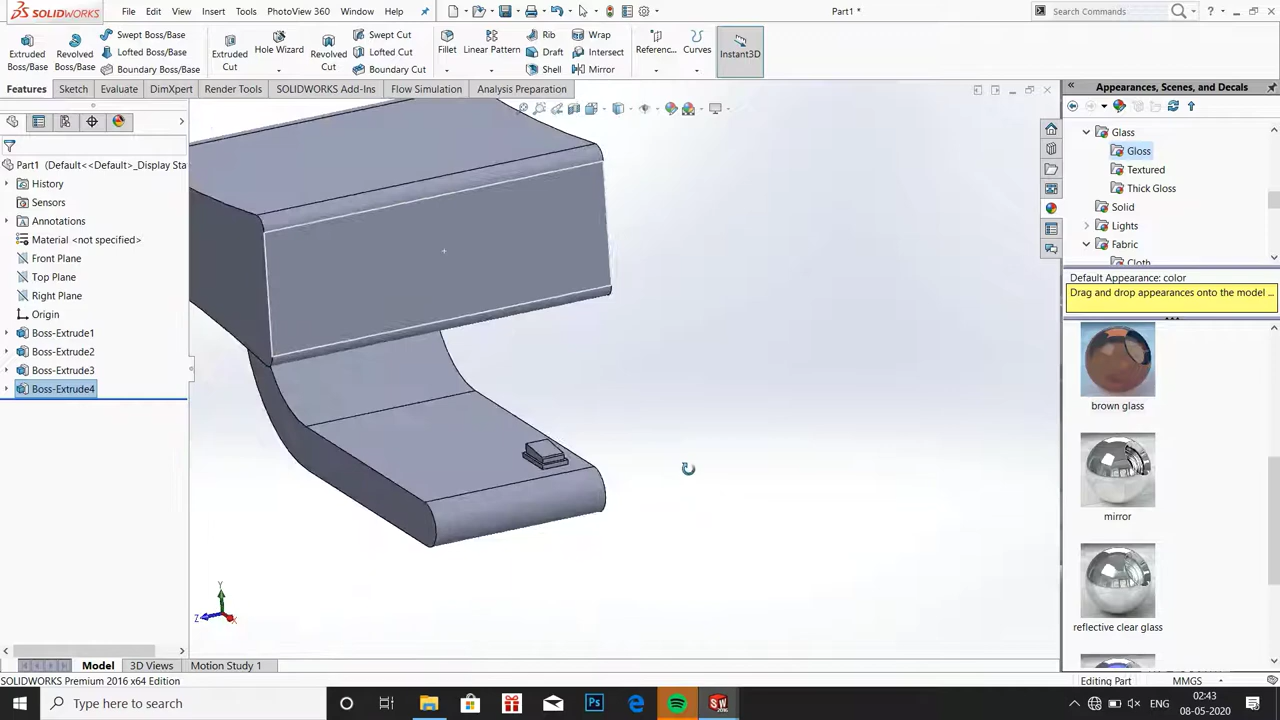 SOLIDWORKS File Edit View Insert Tools PhotoView 360 Window Help Part1 * Search Commands
Extruded Boss/Base
Revolved Boss/Base
Swept Boss/Base
Lofted Boss/Base
Boundary Boss/Base
Extruded Cut
Hole Wizard
Revolved Cut
Swept Cut
Lofted Cut
Boundary Cut
Fillet
Linear Pattern
Rib
Draft
Shell
Wrap
Intersect
Mirror
Referenc...
Curves
Instant3D
Features Sketch Evaluate DimXpert Render Tools SOLIDWORKS Add-Ins Flow Simulation Analysis Preparation
Part1 (Default<<Default>_Display Sta
History
Sensors
Annotations
Material <not specified>
Front Plane
Top Plane
Right Plane
Origin
Boss-Extrude1
Boss-Extrude2
Boss-Extrude3
Boss-Extrude4
Y
Z
X
Appearances, Scenes, and Decals
Glass
Gloss
Textured
Thick Gloss
Solid
Lights
Fabric
Cloth
Default Appearance: color
Drag and drop appearances onto the model ...
brown glass
mirror
reflective clear glass
Model 3D Views Motion Study 1
SOLIDWORKS Premium 2016 x64 Edition Editing Part MMGS
Type here to search
ENG
02:43
08-05-2020